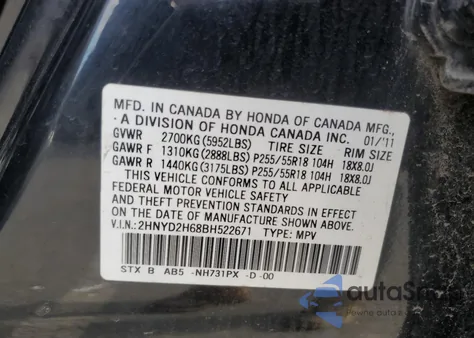 MFD. IN CANADA BY HONDA OF CANADA MFG.,
A DIVISION OF HONDA CANADA INC. 01/'11
GVWR 2700KG(5952LBS) TIRE SIZE RIM SIZE
GAWR F 1310KG(2888LBS) P255/55R18 104H 18X8.0J
GAWR R 1440KG(3175LBS) P255/55R18 104H 18X8.0J
THIS VEHICLE CONFORMS TO ALL APPLICABLE
FEDERAL MOTOR VEHICLE SAFETY
AND THEFT PREVENTION STANDARDS IN EFFECT
ON THE DATE OF MANUFACTURE SHOWN ABOVE.
V.I.N.: 2HNYD2H68BH522671 TYPE: MPV
STX B AB5 -NH731PX -D -00